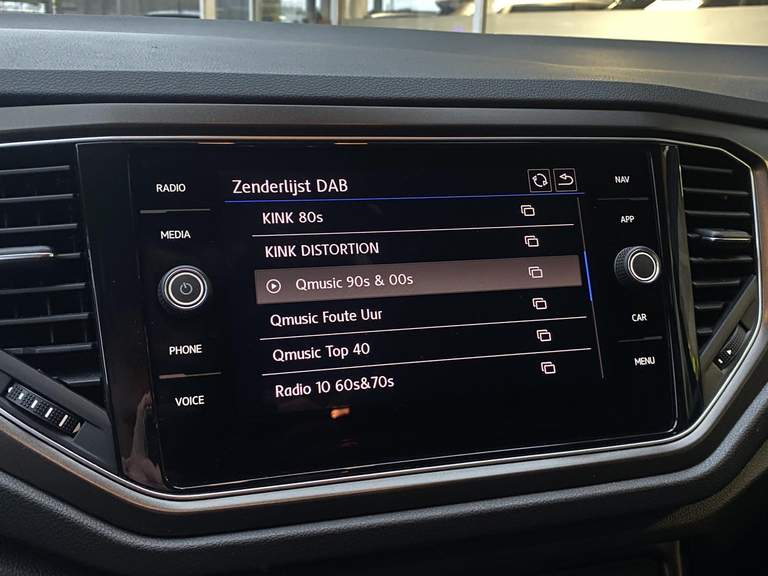 RADIO
MEDIA
PHONE
VOICE
Zenderlijst DAB
KINK 80s
KINK DISTORTION
Qmusic 90s & 00s
Qmusic Foute Uur
Qmusic Top 40
Radio 10 60s&70s
NAV
APP
CAR
MENU